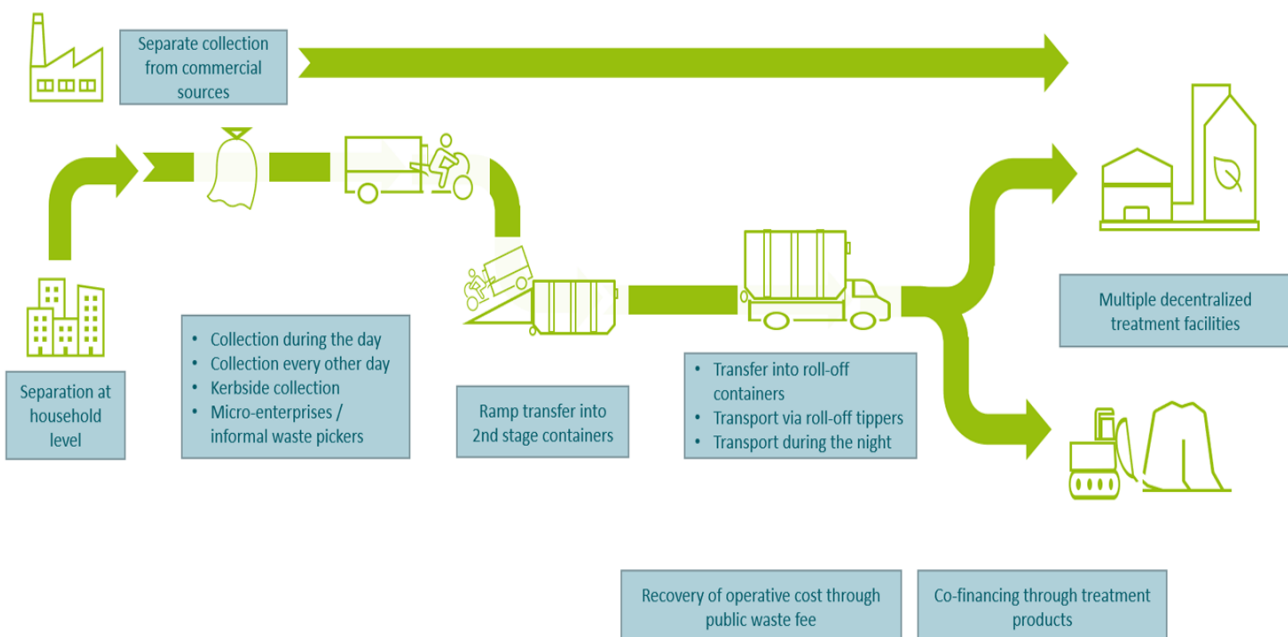 Separate collection
from commercial
sources
Separation at
household
level
• Collection during the day
• Collection every other day
• Kerbside collection
• Micro-enterprises /
informal waste pickers
Ramp transfer into
2nd stage containers
• Transfer into roll-off
containers
• Transport via roll-off tippers
• Transport during the night
Multiple decentralized
treatment facilities
Recovery of operative cost through
public waste fee
Co-financing through treatment
products